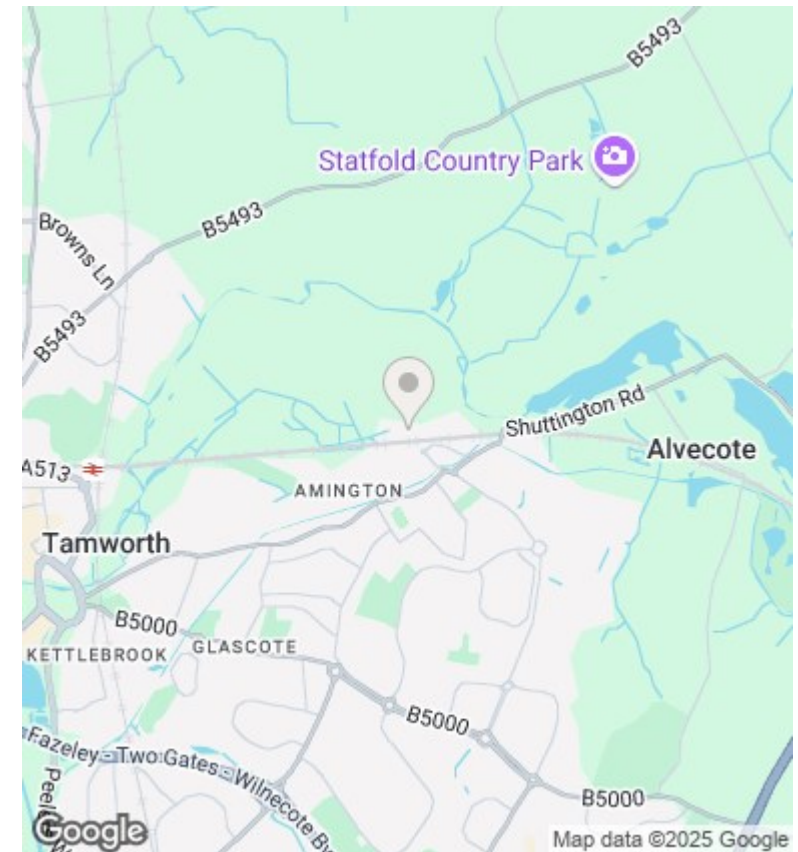 B5493
Statfold Country Park
B5493
Browns Ln
B5493
Shuttington Rd
Alvecote
A513
AMINGTON
Tamworth
B5000
GLASCOTE
KETTLEBROOK
B5000
Fazeley - Two Gates - Wilnecote By
B5000
Google
Map data ©2025 Google